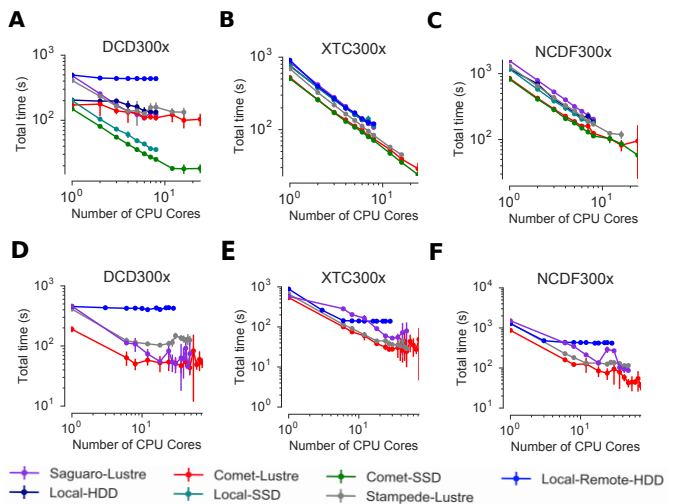 A B C
DCD300x XTC300x NCDF300x
Total time (s) Total time (s) Total time (s)
10³ 10² 10³ 10² 10³ 10²
10⁰ 10¹ 10⁰ 10¹ 10⁰ 10¹
Number of CPU Cores Number of CPU Cores Number of CPU Cores
D E F
DCD300x XTC300x NCDF300x
Total time (s) Total time (s) Total time (s)
10³ 10² 10¹ 10³ 10² 10¹ 10⁰ 10⁴ 10³ 10² 10¹
10⁰ 10¹ 10⁰ 10¹ 10⁰ 10¹
Number of CPU Cores Number of CPU Cores Number of CPU Cores
Saguaro-Lustre Comet-Lustre Comet-SSD Local-Remote-HDD
Local-HDD Local-SSD Stampede-Lustre